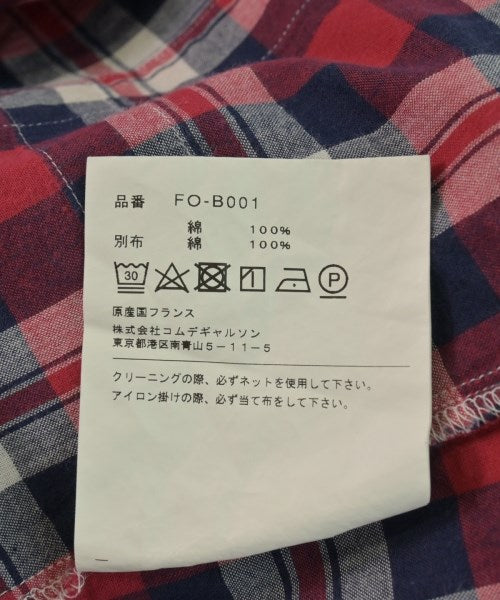 品番 FO-B001
綿 100%
別布 綿 100%
30 P
原産国フランス
株式会社コムデギャルソン
東京都港区南青山5-11-5
クリーニングの際、必ずネットを使用して下さい。
アイロン掛けの際、必ず当て布をして下さい。